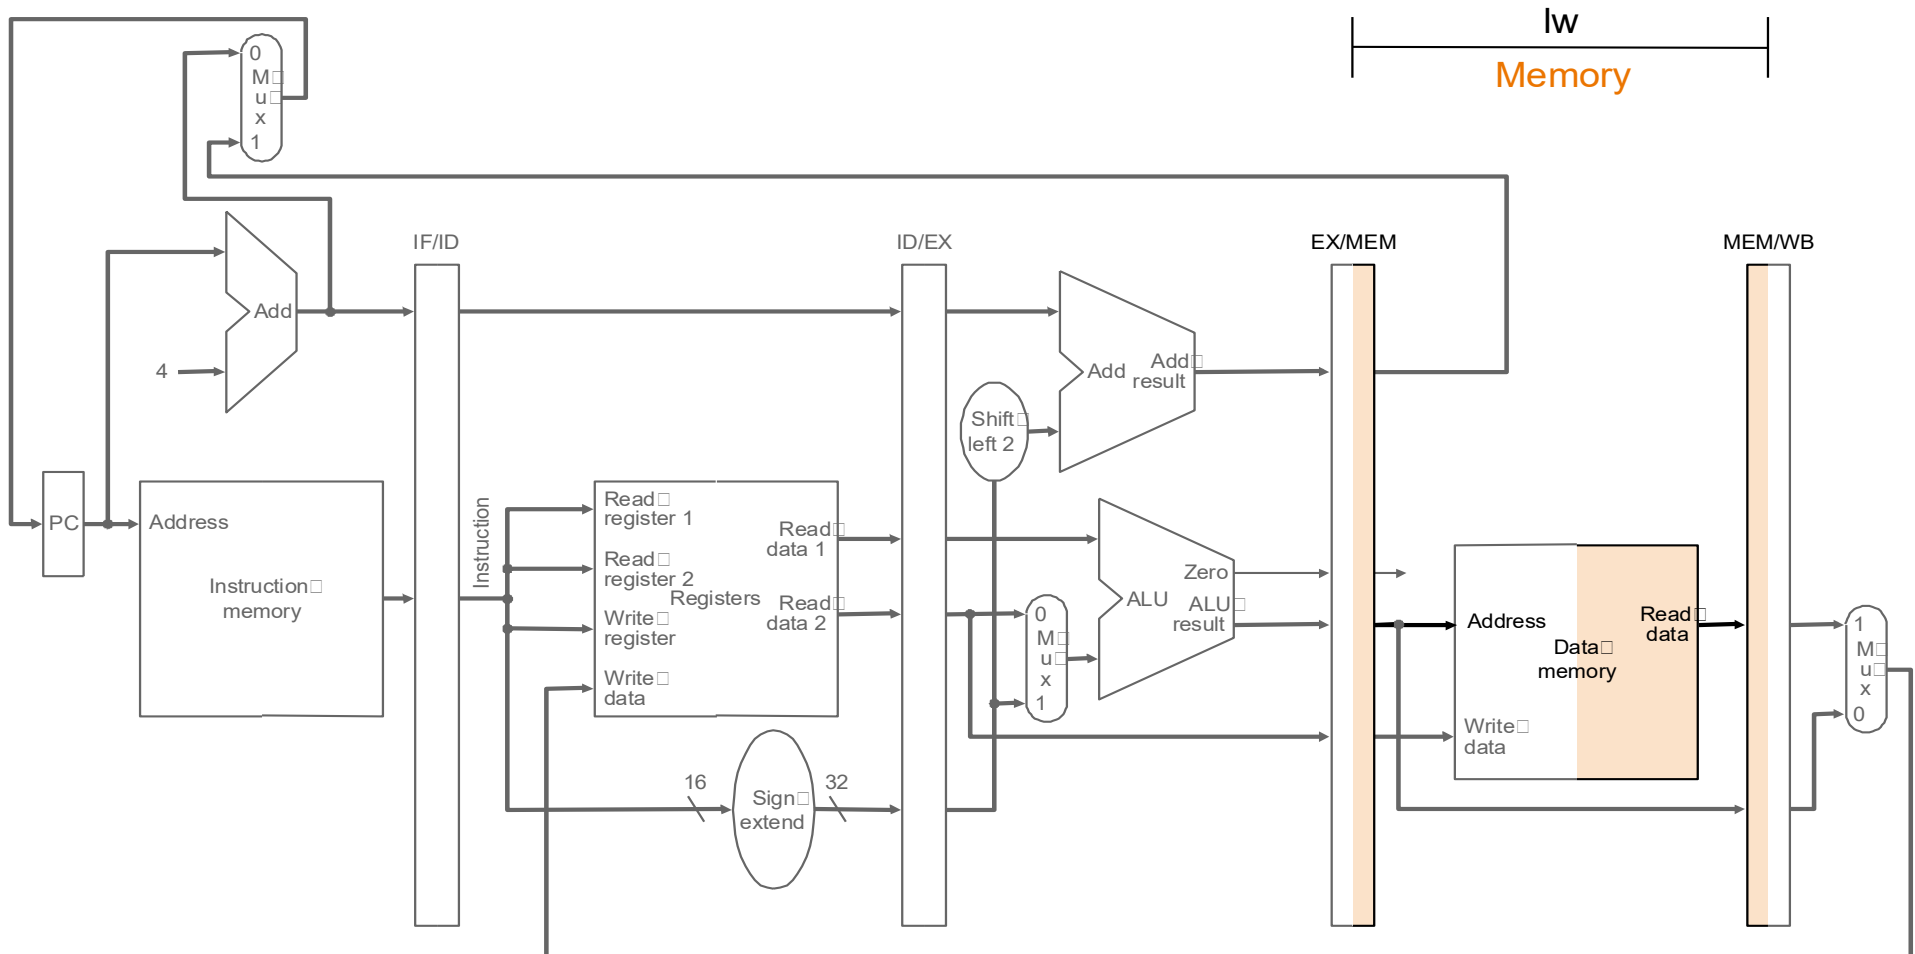 lw
Memory
0
M
u
x
1
IF/ID
ID/EX
EX/MEM
MEM/WB
Add
4
Add
Add
result
Shift
left 2
PC
Address
Instruction
memory
Instruction
Read
register 1
Read
register 2
Write
register
Write
data
Registers
Read
data 1
Read
data 2
0
M
u
x
1
ALU
Zero
ALU
result
Address
Data
memory
Read
data
Write
data
1
M
u
x
0
16
Sign
extend
32